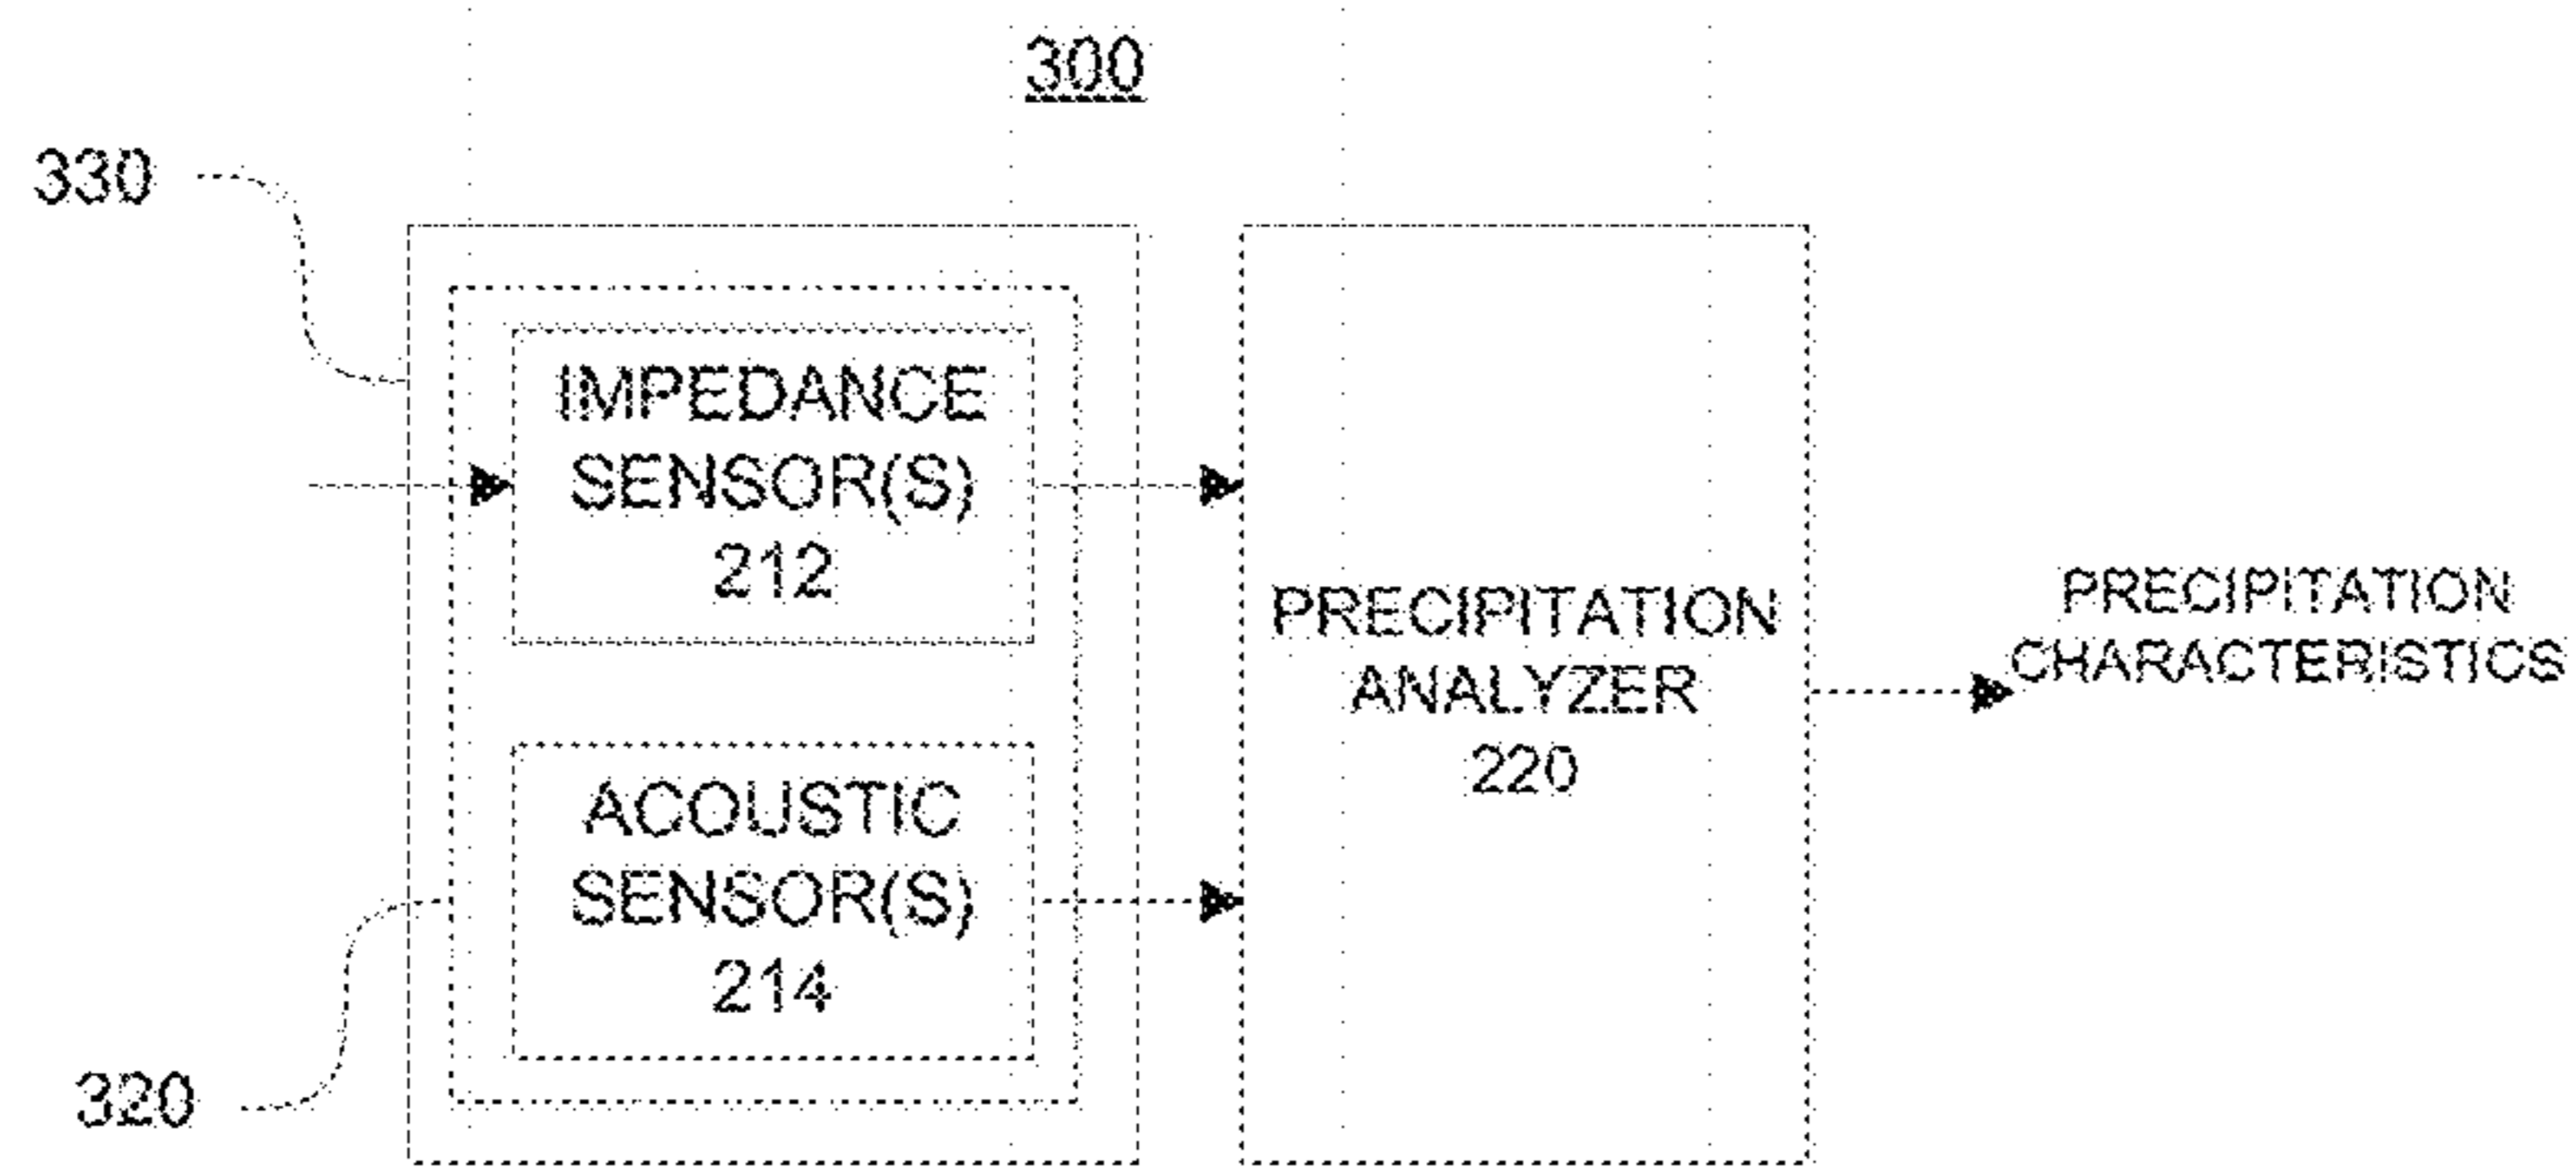 300
330
IMPEDANCE
SENSOR(S)
212
ACOUSTIC
SENSOR(S)
214
320
PRECIPITATION
ANALYZER
220
PRECIPITATION
CHARACTERISTICS